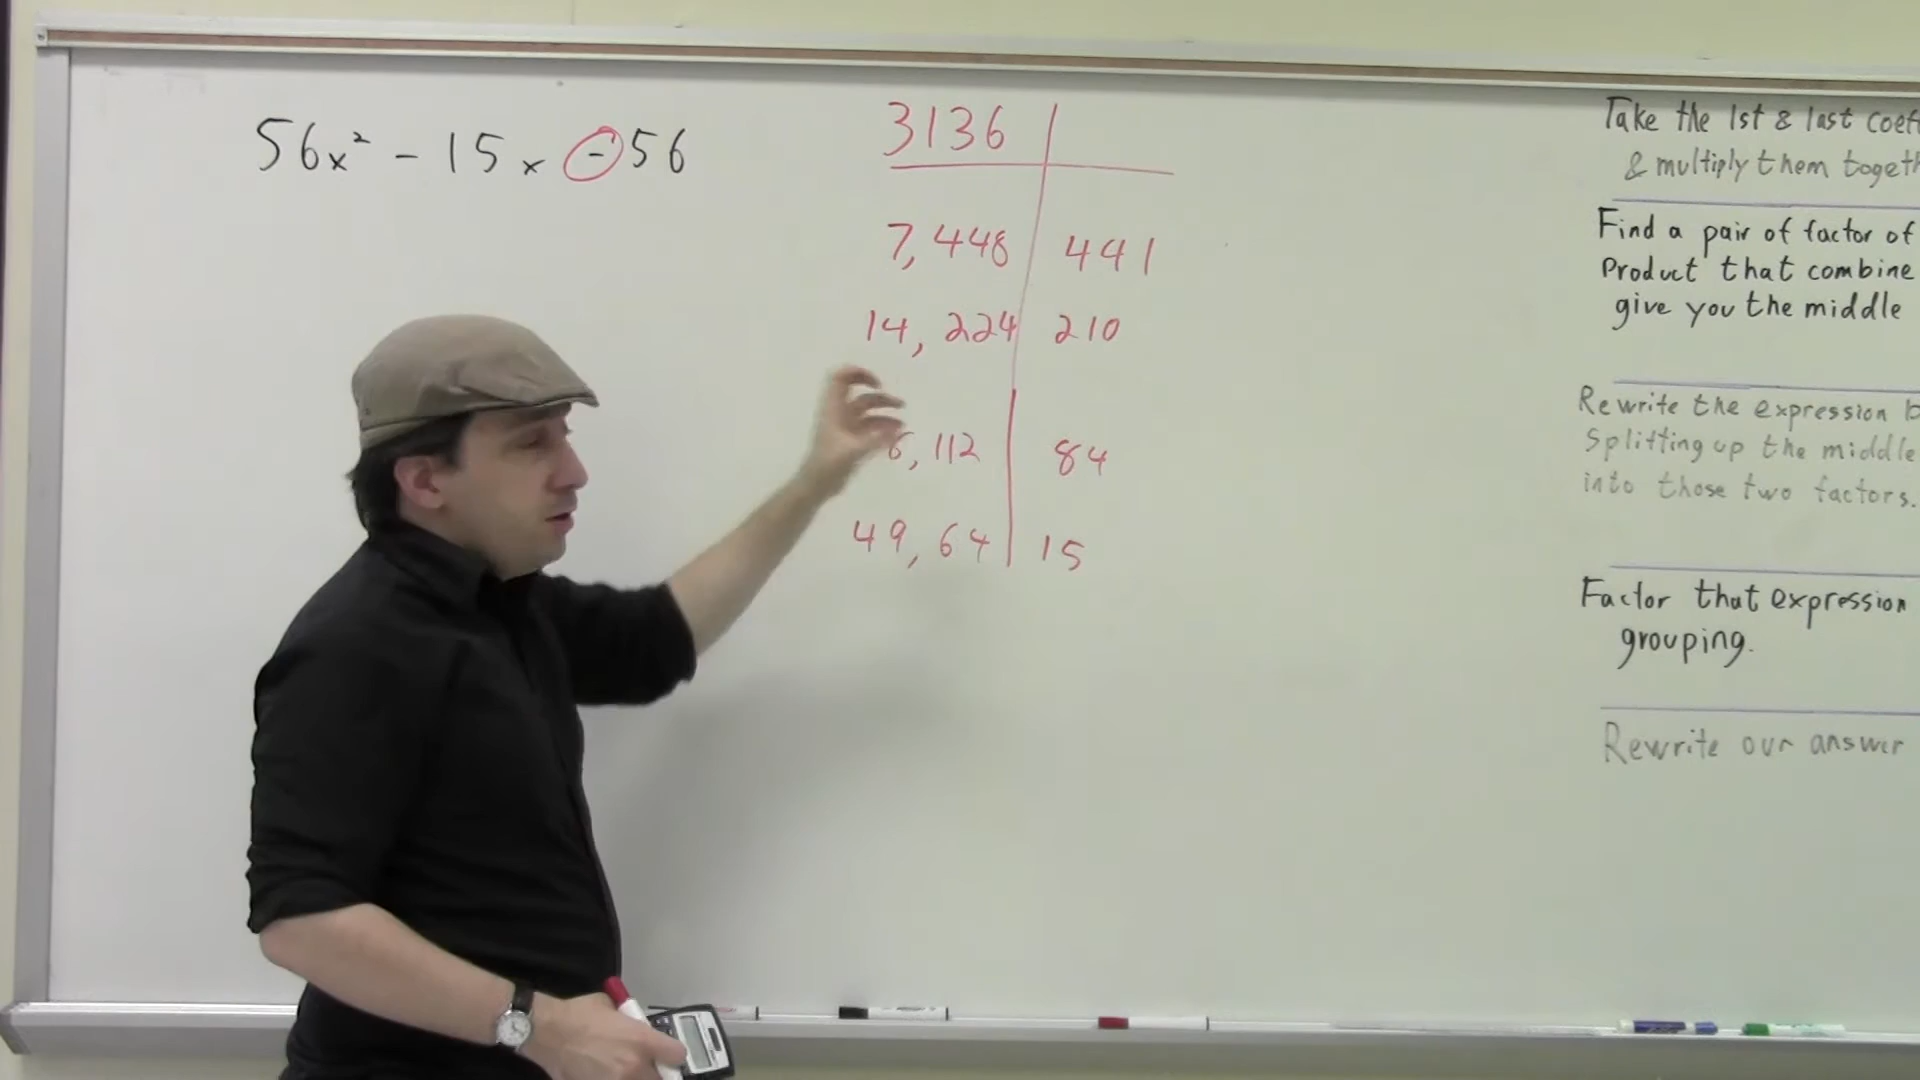 56x² - 15x - 56
3136
7, 448 441
14, 224 210
6, 112 84
49, 64 15
Take the 1st & last
& multiply them
Find a pair of factor of
Product that combine
give you the middle
Rewrite the expression
Splitting up the middle
into those two factors.
Factor that expression
grouping.
Rewrite our answer